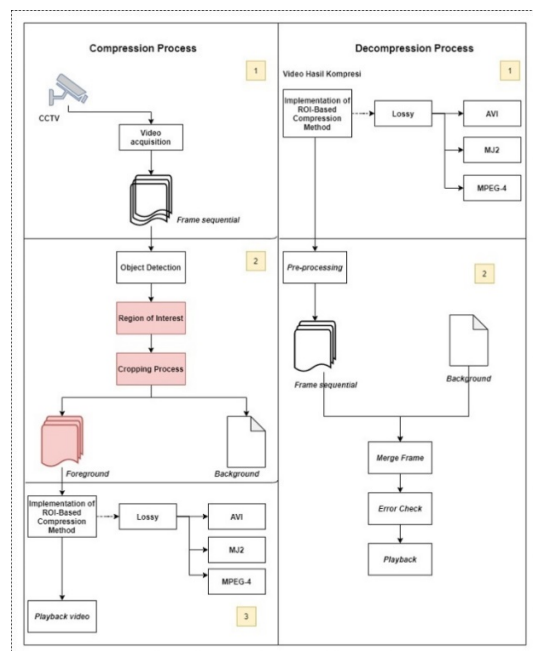 Compression Process
1
CCTV
Video
acquisition
Frame sequential
2
Object Detection
Region of Interest
Cropping Process
Foreground
Background
Implementation of
ROI-Based
Compression
Method
Lossy
AVI
MJ2
MPEG-4
Playback video
3
Decompression Process
1
Video Hasil Kompresi
Implementation of
ROI-Based
Compression
Method
Lossy
AVI
MJ2
MPEG-4
2
Pre-processing
Frame sequential
Background
Merge Frame
Error Check
Playback